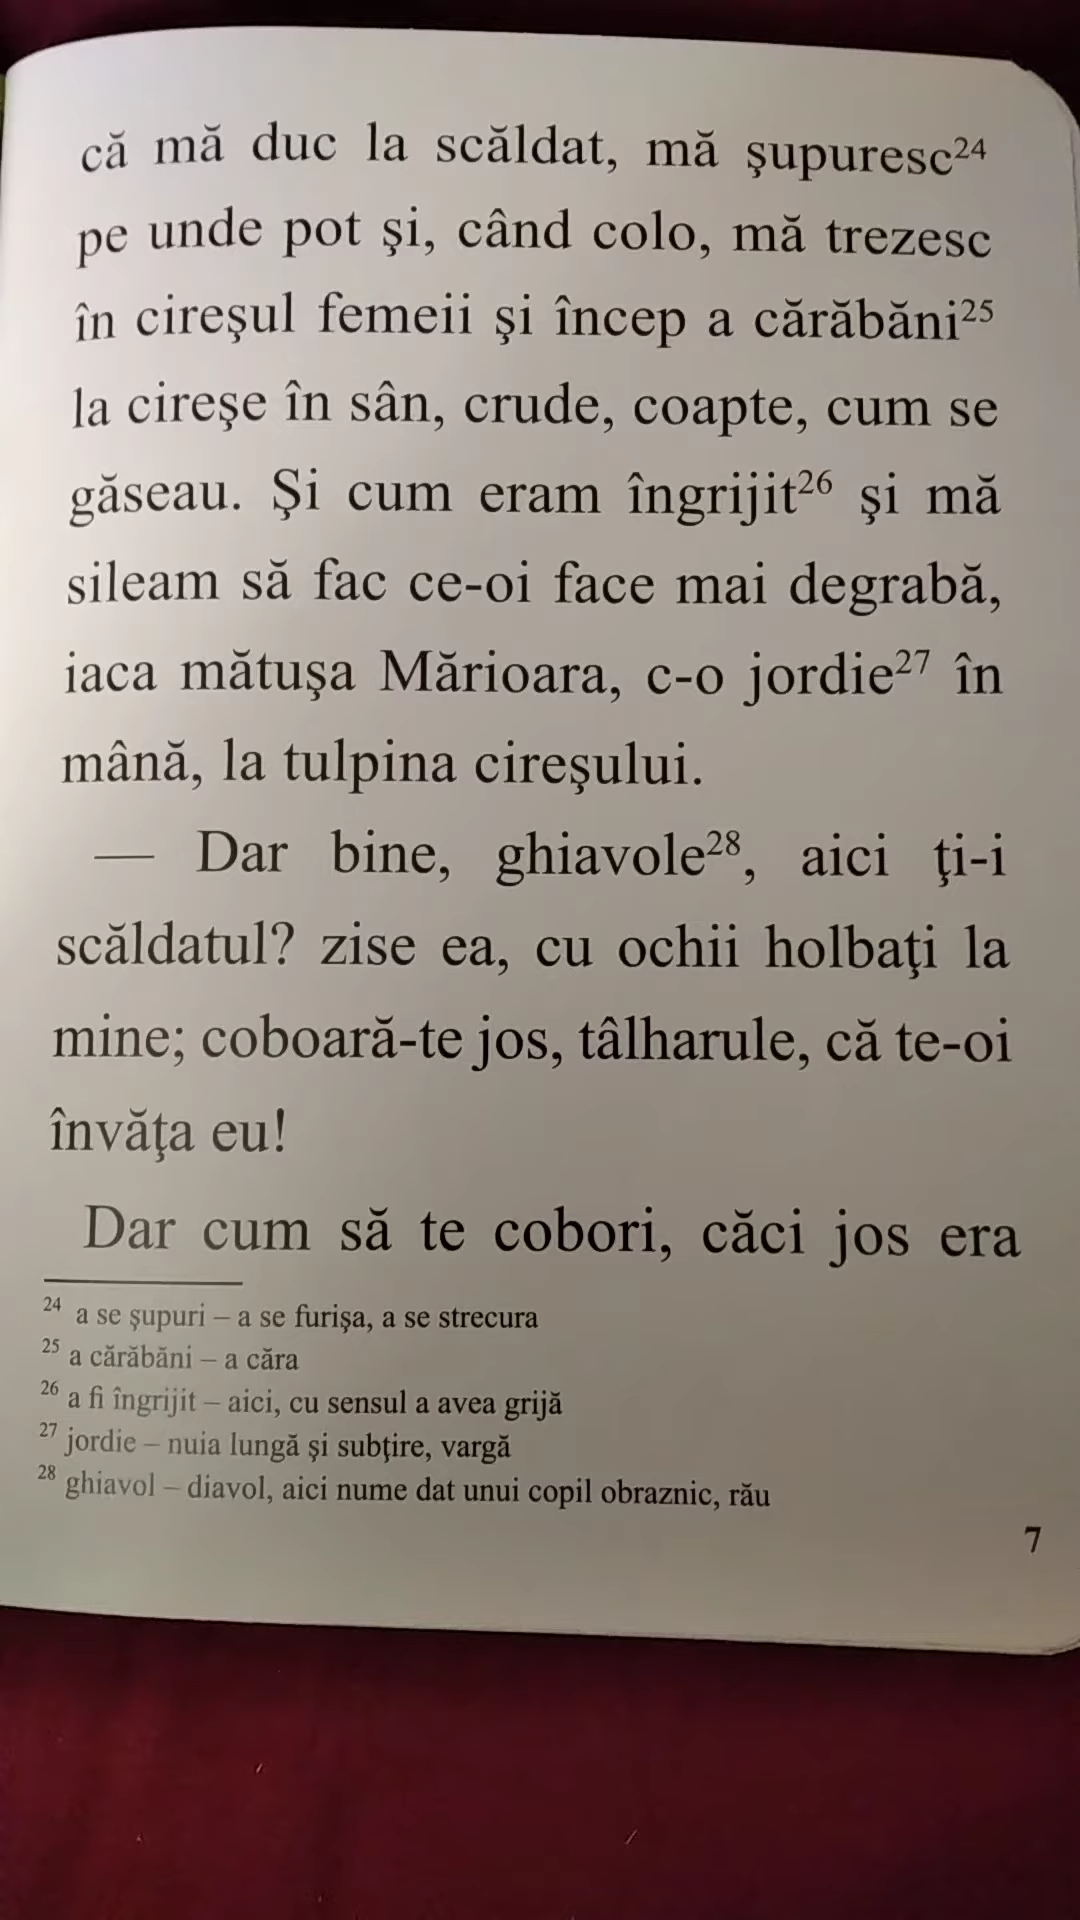 că mă duc la scăldat, mă şupuresc24
pe unde pot şi, când colo, mă trezesc
în cireşul femeii şi încep a cărăbăni25
la cireşe în sân, crude, coapte, cum se
găseau. Şi cum eram îngrijit26 şi mă
sileam să fac ce-oi face mai degrabă,
iaca mătuşa Mărioara, c-o jordie27 în
mână, la tulpina cireşului.
— Dar bine, ghiavole28, aici ţi-i
scăldatul? zise ea, cu ochii holbaţi la
mine; coboară-te jos, tâlharule, că te-oi
învăţa eu!
Dar cum să te cobori, căci jos era
24 a se şupuri – a se furişa, a se strecura
25 a cărăbăni – a căra
26 a fi îngrijit – aici, cu sensul a avea grijă
27 jordie – nuia lungă şi subţire, vargă
28 ghiavol – diavol, aici nume dat unui copil obraznic, rău
7